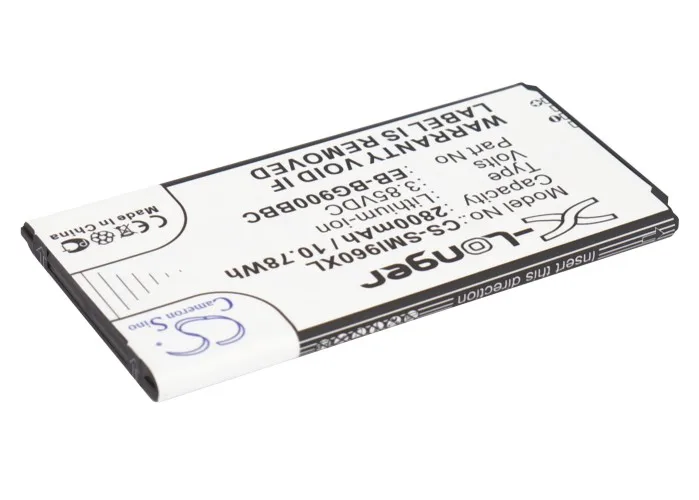 X-Longer
Model No: CS-SMI960XL
Capacity 2800mAh / 10.78Wh
Type Lithium-ion
Volts 3.85VDC
Part No EB-BG900BBC
WARRANTY VOID IF
LABEL IS REMOVED
Made in China
CS
Cameron Sino
Insert this direction